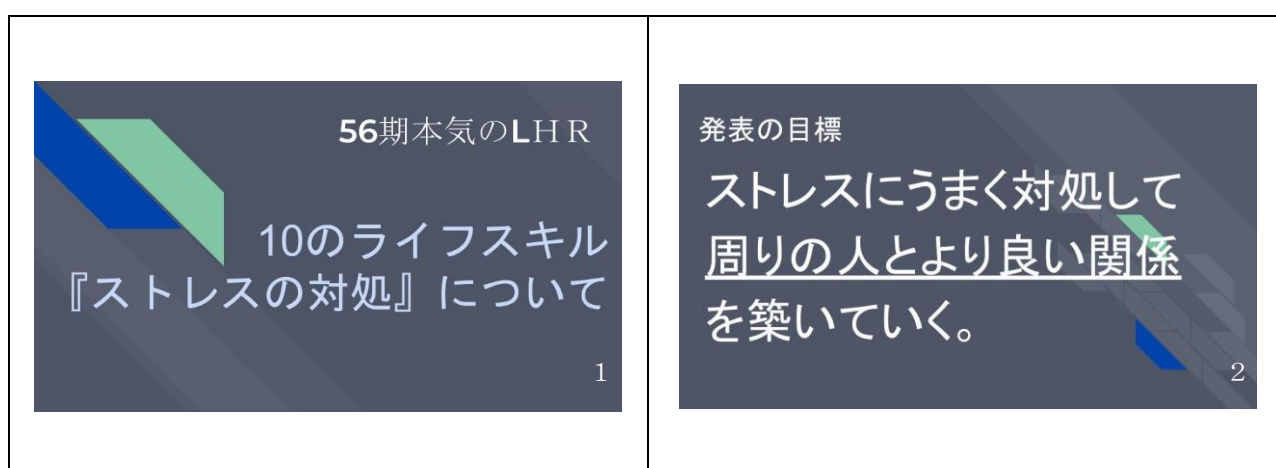 56期本気のLHR
10のライフスキル
『ストレスの対処』について
1
発表の目標
ストレスにうまく対処して
周りの人とより良い関係
を築いていく。
2